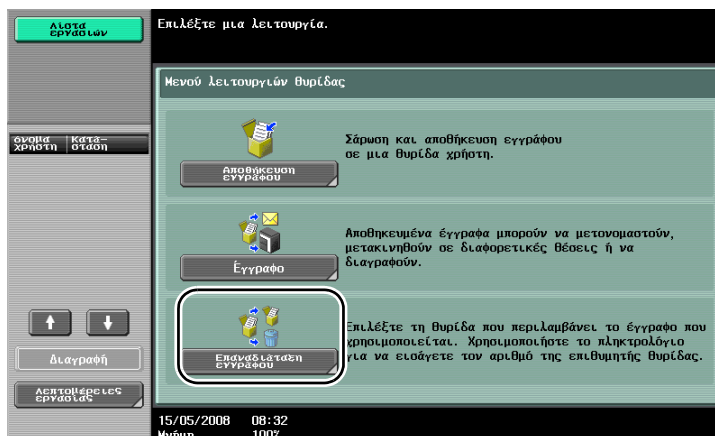 Λίστα
εργασιών
Επιλέξτε μια λειτουργία.
Μενού λειτουργιών θυρίδας
όνομα χρήστη
Κατά-
σταση
Σάρωση και αποθήκευση εγγράφου
σε μια θυρίδα χρήστη.
Αποθήκευση
εγγράφου
Αποθηκευμένα έγγραφα μπορούν να μετονομαστούν,
μετακινηθούν σε διαφορετικές θέσεις ή να
διαγραφούν.
Έγγραφο
Επιλέξτε τη θυρίδα που περιλαμβάνει το έγγραφο που
χρησιμοποιείται. Χρησιμοποιήστε το πληκτρολόγιο
για να εισάγετε τον αριθμό της επιθυμητής θυρίδας.
Επαναδιάταξη
εγγράφου
Διαγραφή
Λεπτομέρειες
εργασίας
15/05/2008 08:32
Μνήμη 100%